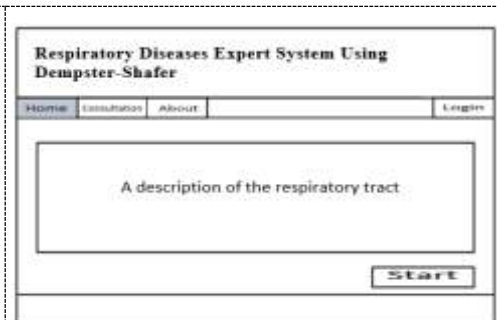 Respiratory Diseases Expert System Using
Dempster-Shafer
Home Consultation About Login
A description of the respiratory tract
Start